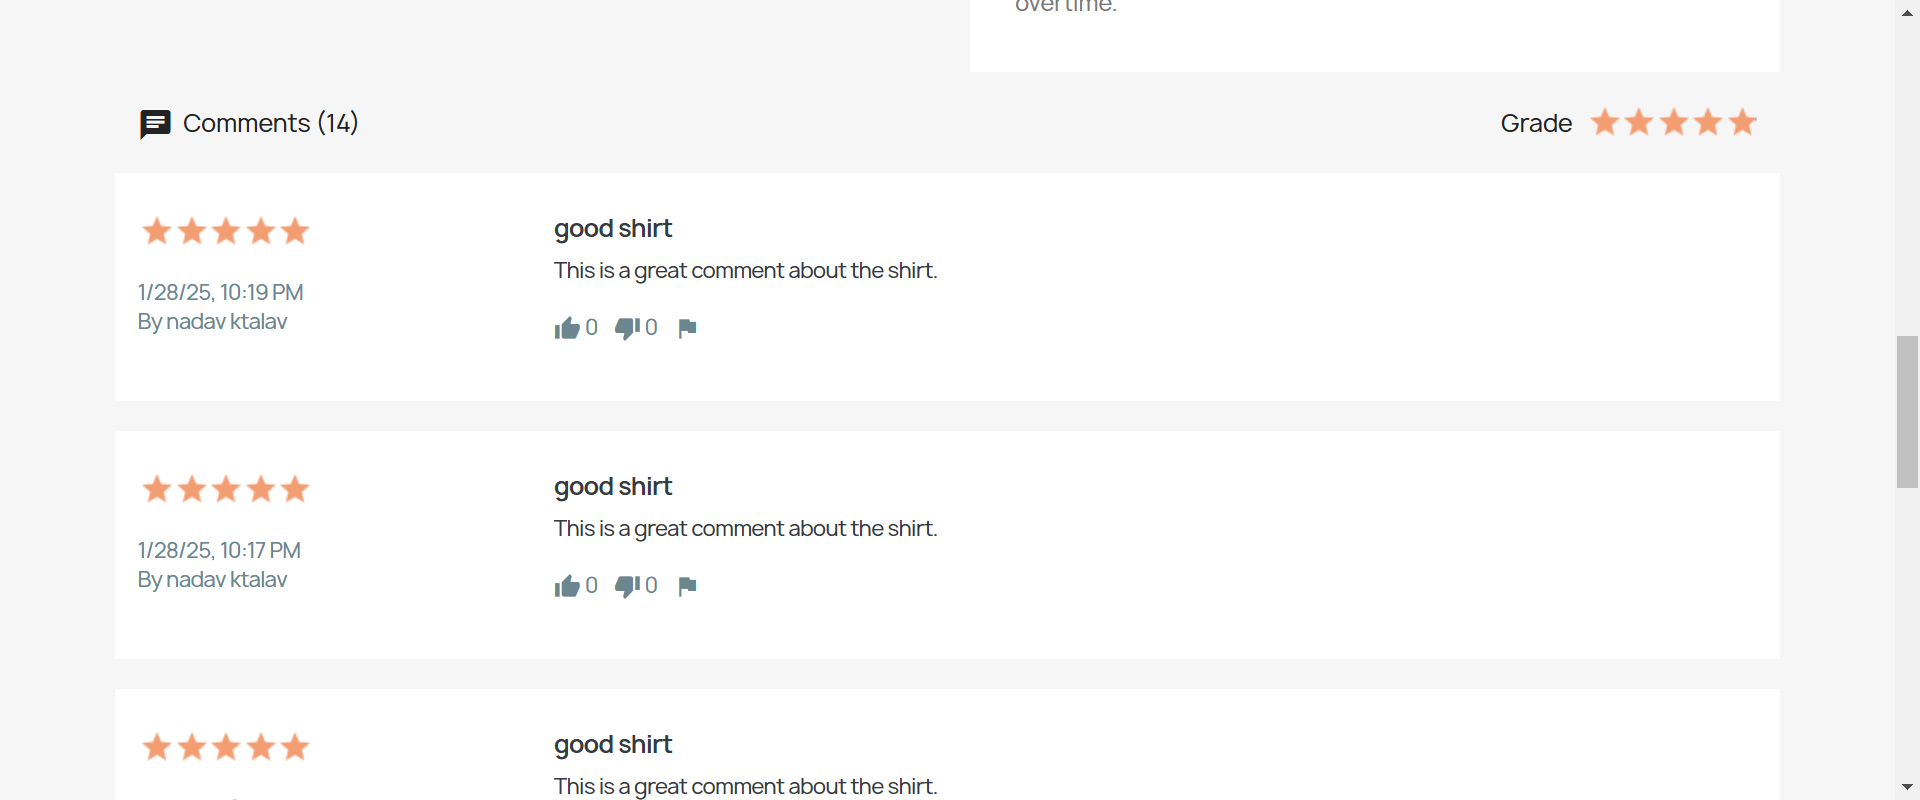 overtime.
Comments (14)
Grade
good shirt
This is a great comment about the shirt.
1/28/25, 10:19 PM
By nadav ktalav
0 0
good shirt
This is a great comment about the shirt.
1/28/25, 10:17 PM
By nadav ktalav
0 0
good shirt
This is a great comment about the shirt.